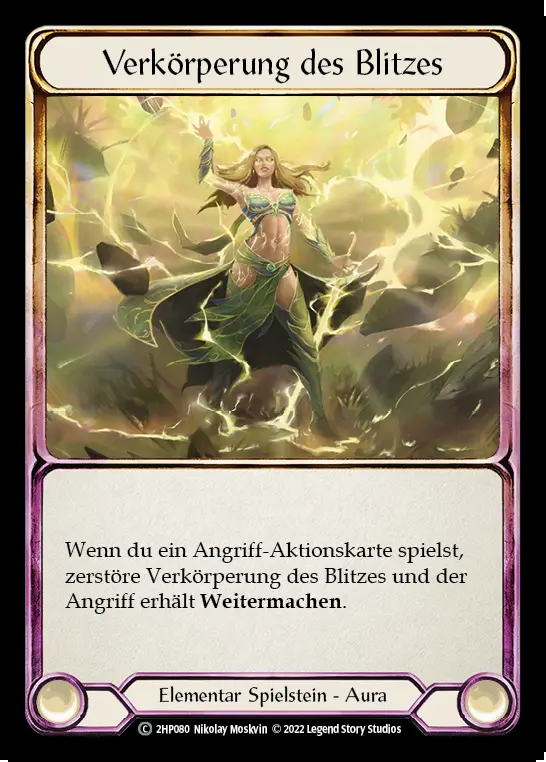 Verkörperung des Blitzes
Wenn du ein Angriff-Aktionskarte spielst,
zerstöre Verkörperung des Blitzes und der
Angriff erhält Weitermachen.
Elementar Spielstein - Aura
C 2HP080 Nikolay Moskvin © 2022 Legend Story Studios